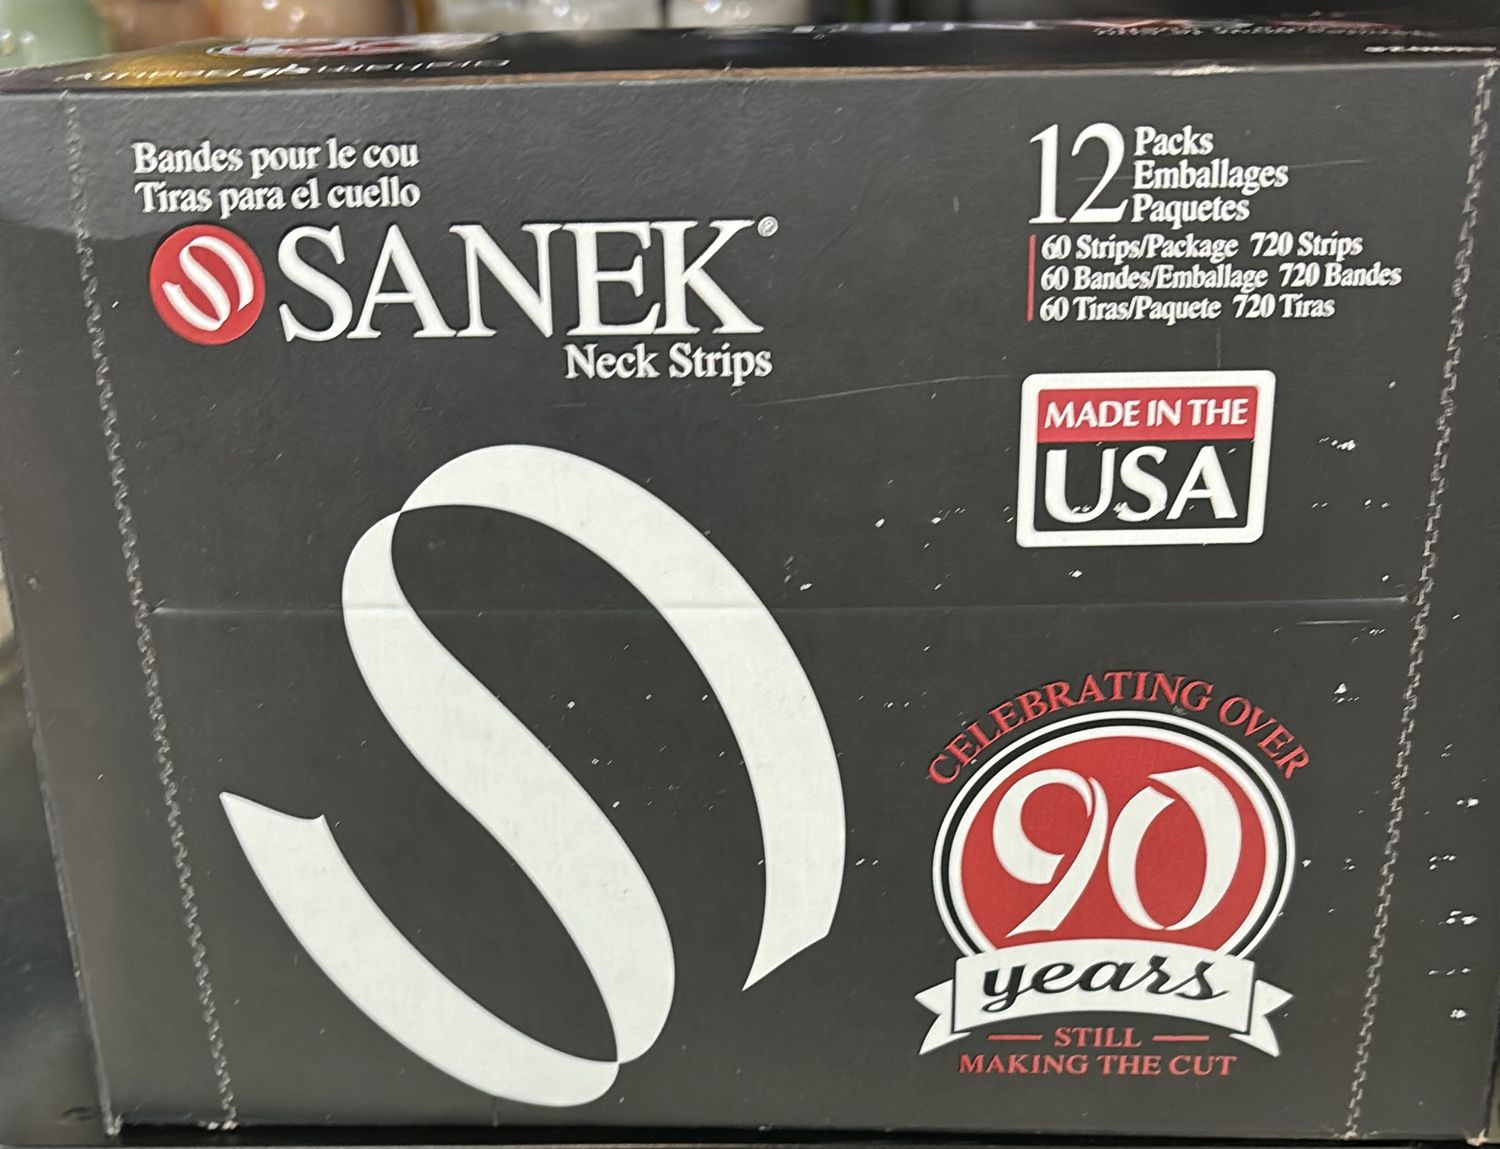 Bandes pour le cou
Tiras para el cuello
SANEK®
Neck Strips
12 Packs
Emballages
Paquetes
60 Strips/Package 720 Strips
60 Bandes/Emballage 720 Bandes
60 Tiras/Paquete 720 Tiras
MADE IN THE
USA
CELEBRATING OVER
90
years
STILL
MAKING THE CUT